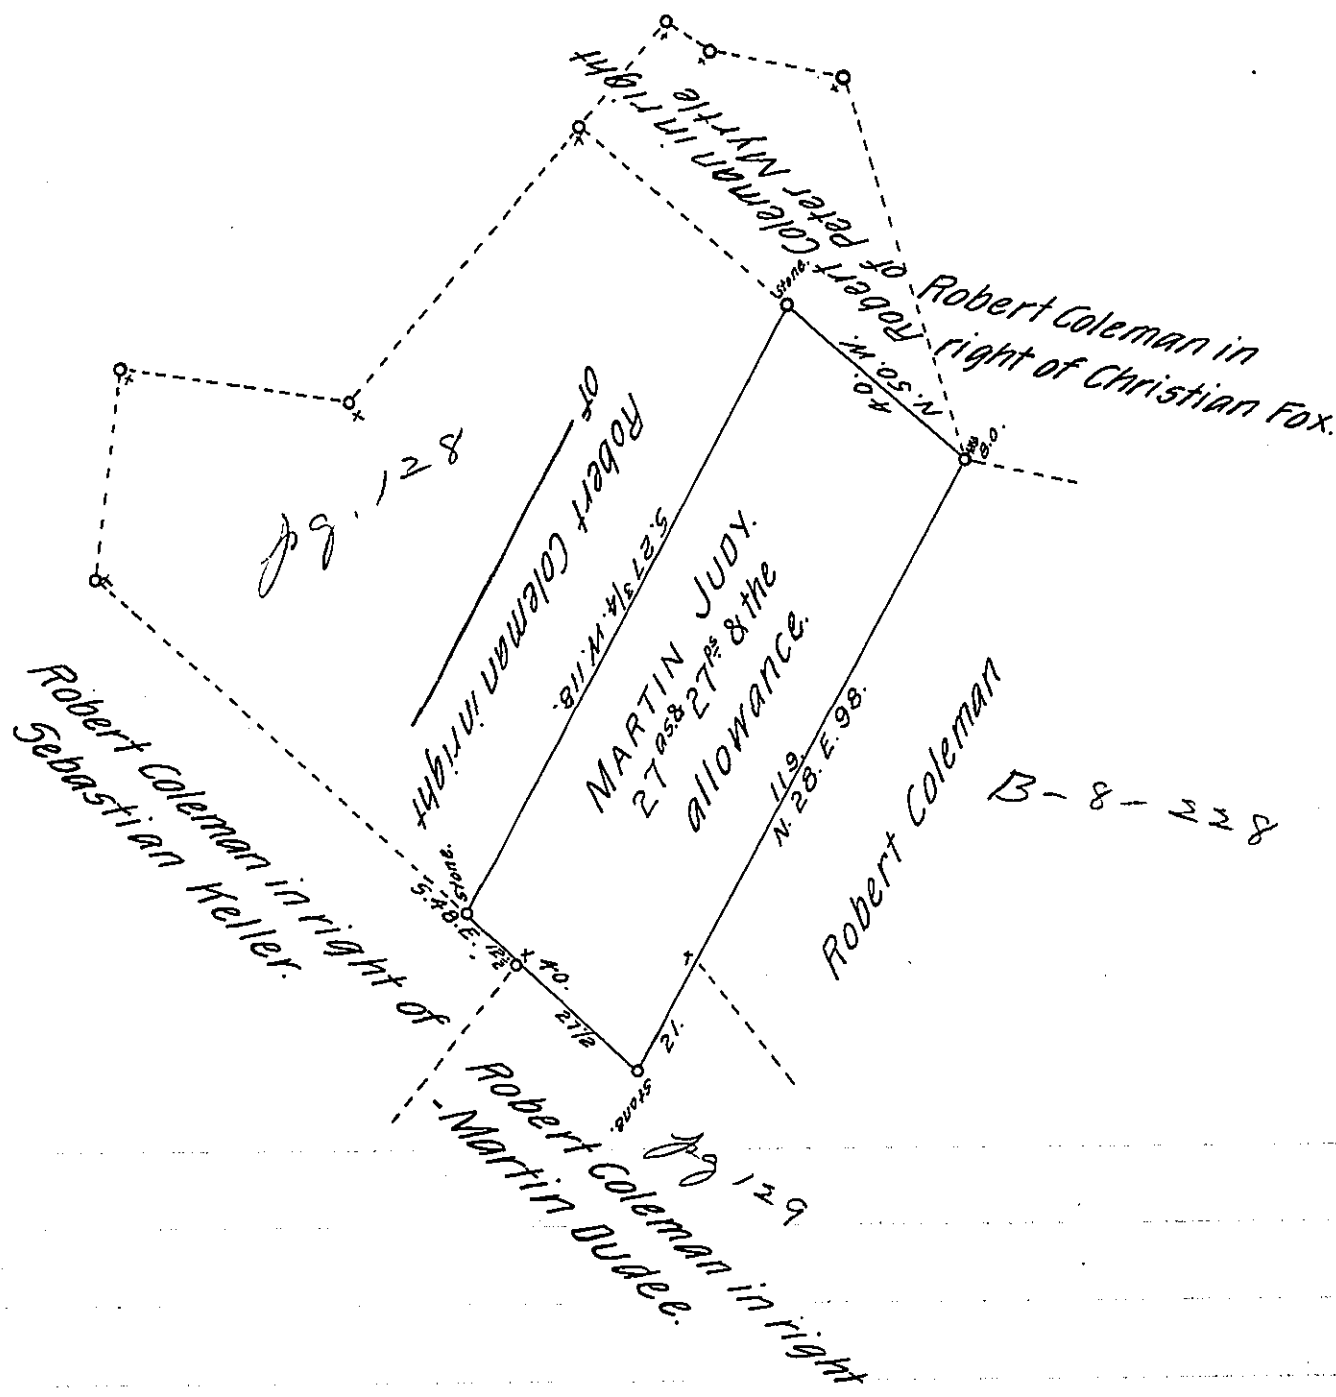 Robert Coleman in right
of Peter Myrtle
Robert Coleman in
right of Christian Fox.
Stone.
N. 50. W.
40.
B.O.
pg. 128
Robert Coleman in right
of
S. 27 3/4. W. 118.
MARTIN JUDY.
27 as. & 27 ps & the
allowance.
119.
N. 28. E. 98.
Robert Coleman
B-8-228
Robert Coleman in right of
Sebastian Keller.
Stone.
S. 48. E.
12 1/2
40.
27 1/2
21.
Stone.
pg 129
Robert Coleman in right
Martin Dudee.